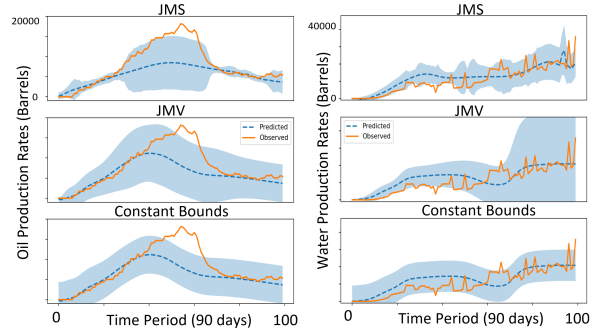 JMS
20000
0
Oil Production Rates (Barrels)
JMV
Predicted
Observed
Constant Bounds
0
Time Period (90 days)
100
JMS
40000
0
Water Production Rates (Barrels)
JMV
Predicted
Observed
Constant Bounds
0
Time Period (90 days)
100